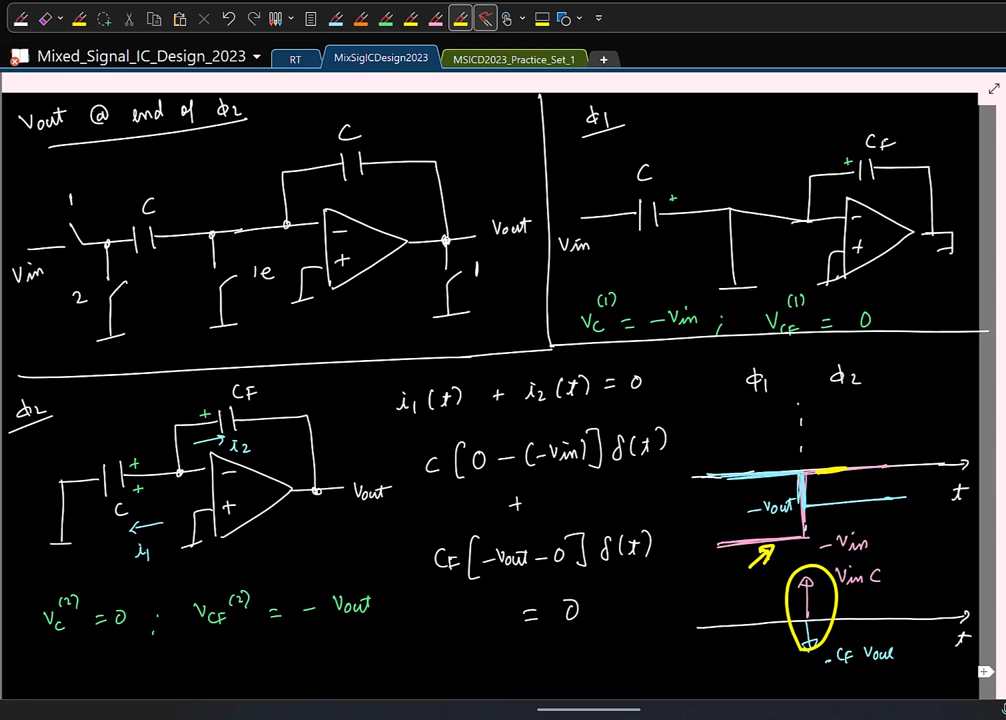 Mixed_Signal_IC_Design_2023
RT
MixSigICDesign2023
MSICD2023_Practice_Set_1
+
Vout @ end of ϕ2
C
1
C
Vin
2
1e
−
+
Vout
1
ϕ1
CF
+
C
+
Vin
−
+
VC(1) = −Vin ; VCF(1) = 0
ϕ2
CF
+
i2
+
+
C
i1
−
+
Vout
VC(2) = 0 ; VCF(2) = − Vout
i1(t) + i2(t) = 0
C [0 − (−Vin)] δ(t)
+
CF [−Vout − 0] δ(t)
= 0
ϕ1 ϕ2
t
−Vout
−Vin
Vin C
t
−CF Vout